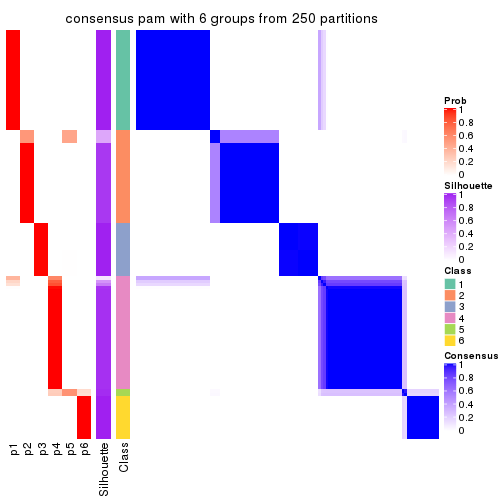 consensus pam with 6 groups from 250 partitions
Prob
1
0.8
0.6
0.4
0.2
0
Silhouette
1
0.8
0.6
0.4
0.2
0
Class
1
2
3
4
5
6
Consensus
1
0.8
0.6
0.4
0.2
0
p1
p2
p3
p4
p5
p6
Silhouette
Class